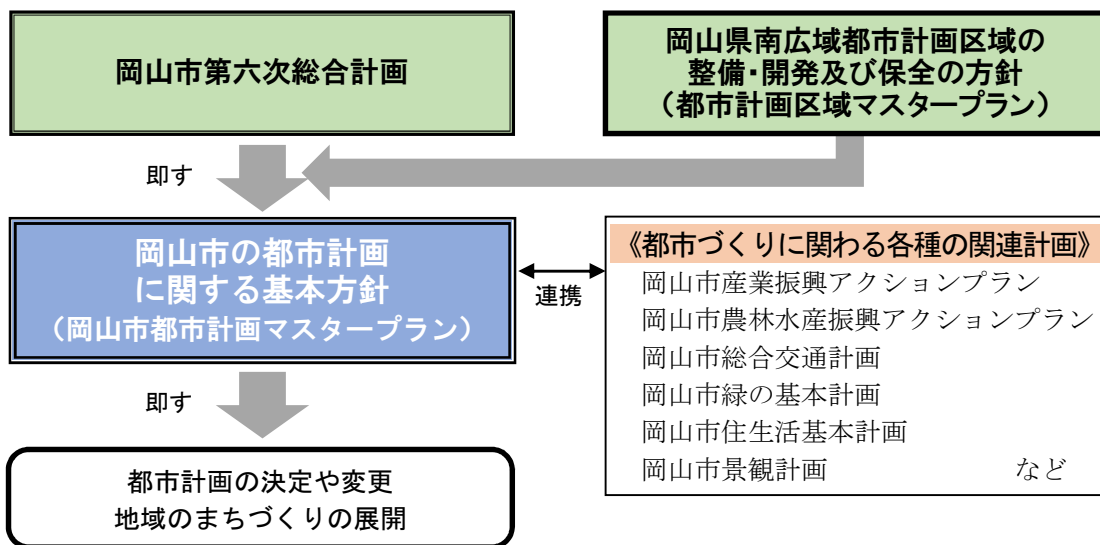 岡山市第六次総合計画
岡山県南広域都市計画区域の
整備・開発及び保全の方針
(都市計画区域マスタープラン)
即す
岡山市の都市計画
に関する基本方針
(岡山市都市計画マスタープラン)
連携
《都市づくりに関わる各種の関連計画》
岡山市産業振興アクションプラン
岡山市農林水産振興アクションプラン
岡山市総合交通計画
岡山市緑の基本計画
岡山市住生活基本計画
岡山市景観計画 など
即す
都市計画の決定や変更
地域のまちづくりの展開